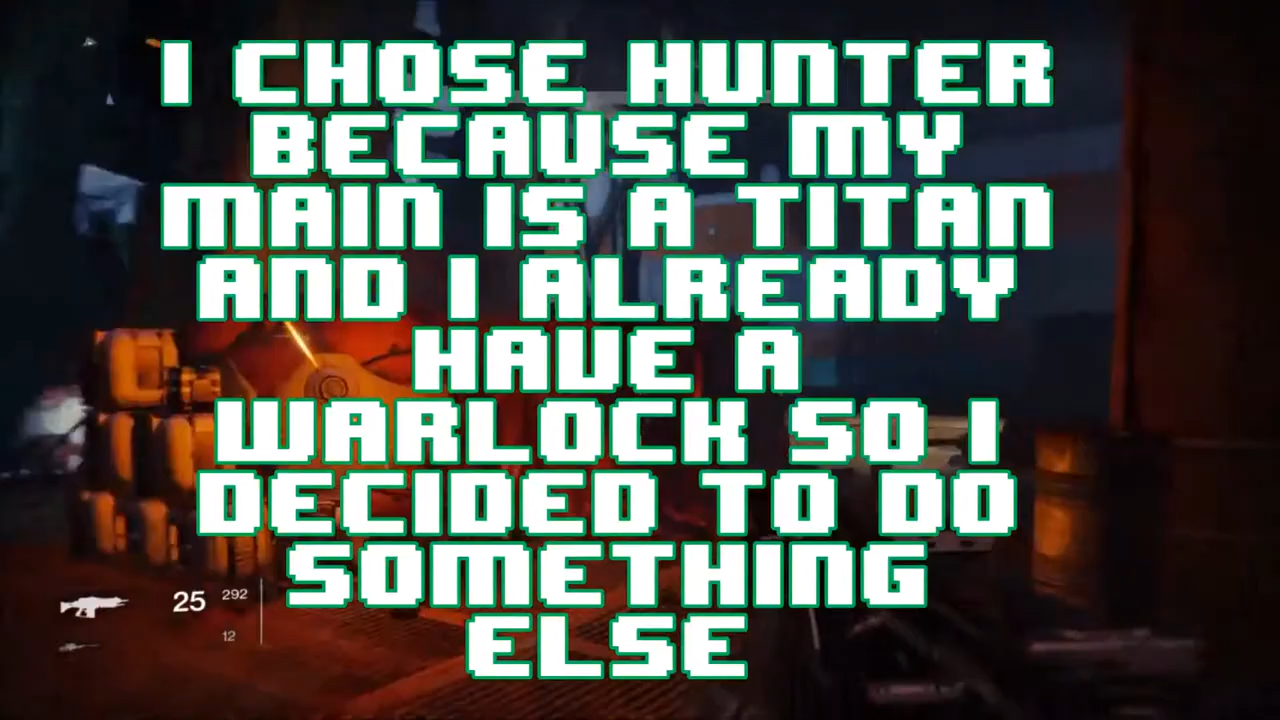 I CHOSE HUNTER
BECAUSE MY
MAIN IS A TITAN
AND I ALREADY
HAVE A
WARLOCK SO I
DECIDED TO DO
SOMETHING
ELSE
25 292
12